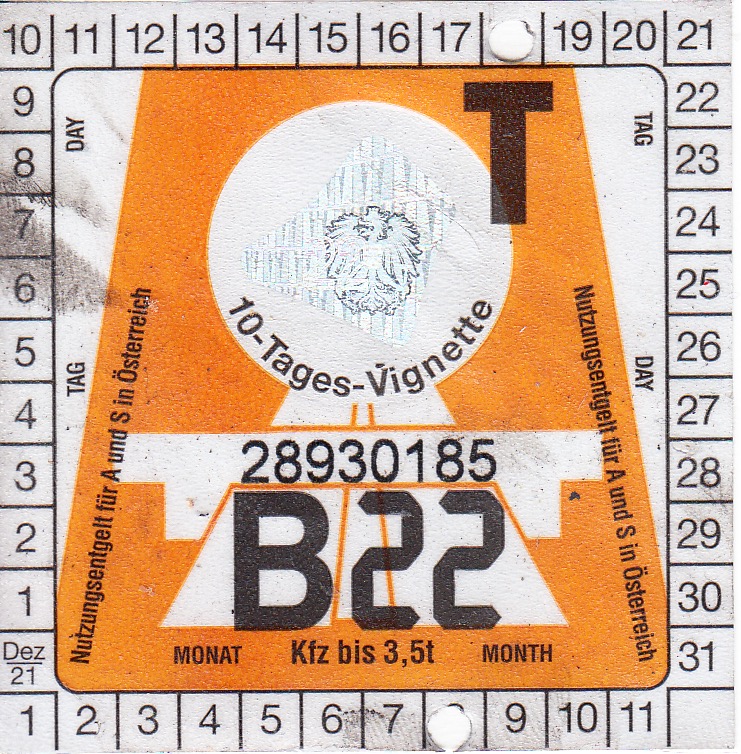 10 11 12 13 14 15 16 17 19 20 21
9 22
8 23
7 24
6 25
5 26
4 27
3 28
2 29
1 30
Dez
21
31
1 2 3 4 5 6 7 9 10 11
DAY
TAG
T
TAG
DAY
10-Tages-Vignette
Nutzungsentgelt für A und S in Österreich
Nutzungsentgelt für A und S in Österreich
28930185
B22
MONAT Kfz bis 3,5t MONTH